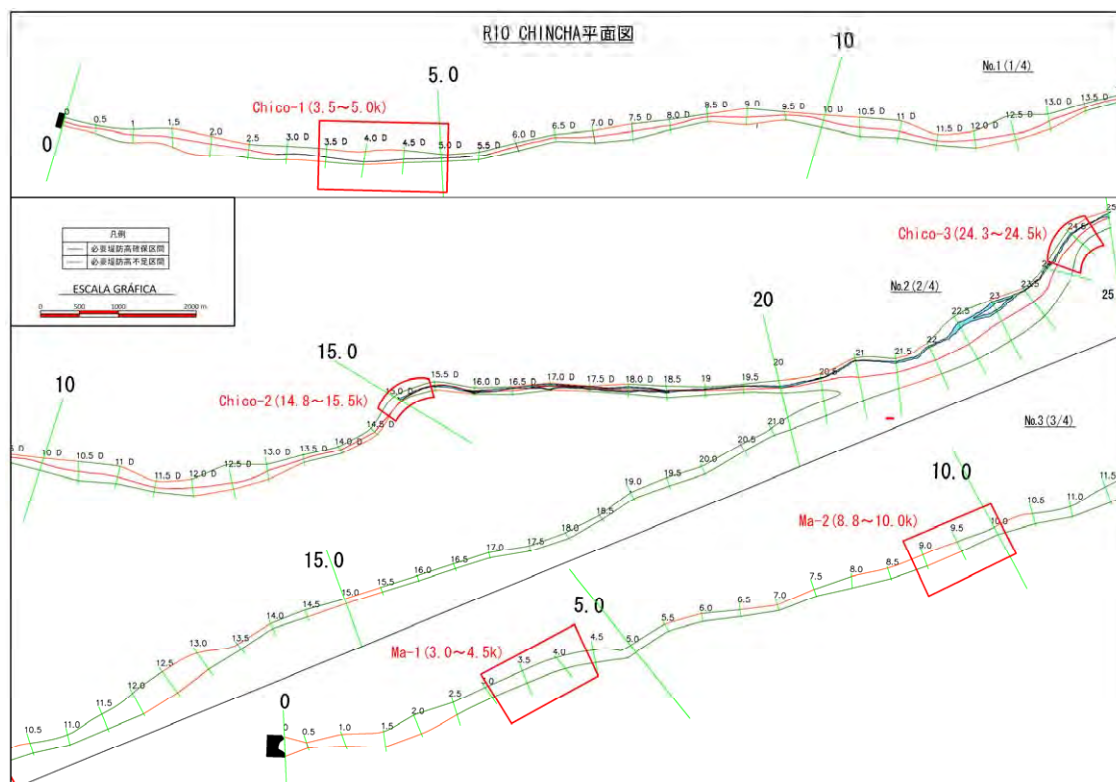 RIO CHINCHA平面図
No.1(1/4)
10
5.0
Chico-1(3.5~5.0k)
0
0.5
1
1.5
2.0
2.5
3.0 D
3.5 D
4.0 D
4.5 D
5.0 D
5.5 D
6.0 D
6.5 D
7.0 D
7.5 D
8.0 D
8.5 D
9 D
9.5 D
10 D
10.5 D
11 D
11.5 D
12.0 D
12.5 D
13.0 D
13.5 D
凡例
必要堤防高確保区間
必要堤防高不足区間
ESCALA GRÁFICA
0 500 1000 2000 m.
Chico-3(24.3~24.5k)
No.2(2/4)
25
20
15.0
10
Chico-2(14.8~15.5k)
10 D
10.5 D
11 D
11.5 D
12.0 D
12.5 D
13.0 D
13.5 D
14.0 D
14.5 D
15.0 D
15.5 D
16.0 D
16.5 D
17.0 D
17.5 D
18.0 D
18.5
19
19.5
20
20.5
21
21.5
22
22.5
23
23.5
24.5
No.3(3/4)
15.0
10.5
11.0
11.5
12.0
12.5
13.0
13.5
14.0
14.5
15.0
15.5
16.0
16.5
17.0
17.5
18.0
18.5
19.0
19.5
20.0
20.5
21.0
10.0
5.0
0
Ma-2(8.8~10.0k)
Ma-1(3.0~4.5k)
0
0.5
1.0
1.5
2.0
2.5
3.0
3.5
4.0
4.5
5.0
5.5
6.0
6.5
7.0
7.5
8.0
8.5
9.0
9.5
10.0
10.5
11.0
11.5